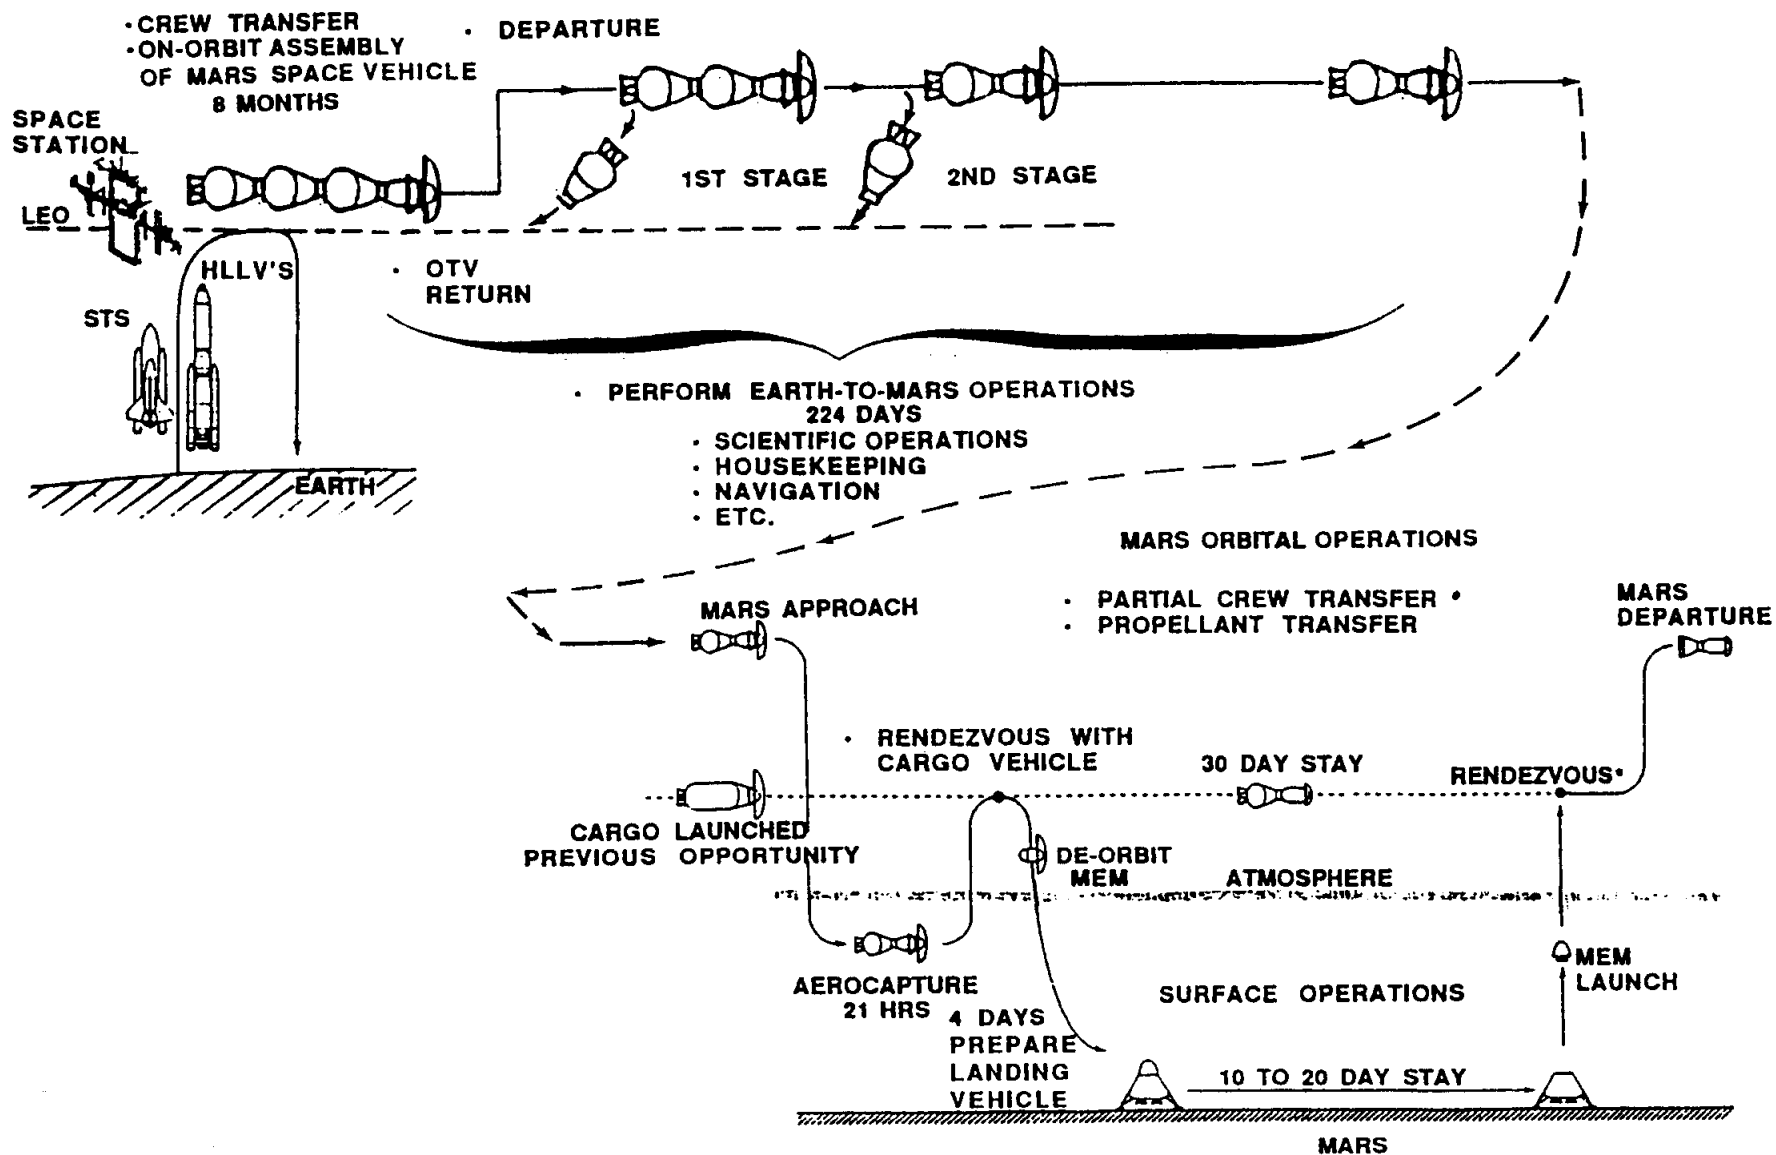 ·CREW TRANSFER
·ON-ORBIT ASSEMBLY
OF MARS SPACE VEHICLE
8 MONTHS
· DEPARTURE
SPACE
STATION
LEO
1ST STAGE
2ND STAGE
HLLV'S
STS
· OTV
RETURN
EARTH
· PERFORM EARTH-TO-MARS OPERATIONS
224 DAYS
· SCIENTIFIC OPERATIONS
· HOUSEKEEPING
· NAVIGATION
· ETC.
MARS ORBITAL OPERATIONS
· PARTIAL CREW TRANSFER •
· PROPELLANT TRANSFER
MARS
DEPARTURE
MARS APPROACH
· RENDEZVOUS WITH
CARGO VEHICLE
30 DAY STAY
RENDEZVOUS•
CARGO LAUNCHED
PREVIOUS OPPORTUNITY
DE-ORBIT
MEM
ATMOSPHERE
AEROCAPTURE
21 HRS
MEM
LAUNCH
SURFACE OPERATIONS
4 DAYS
PREPARE
LANDING
VEHICLE
10 TO 20 DAY STAY
MARS